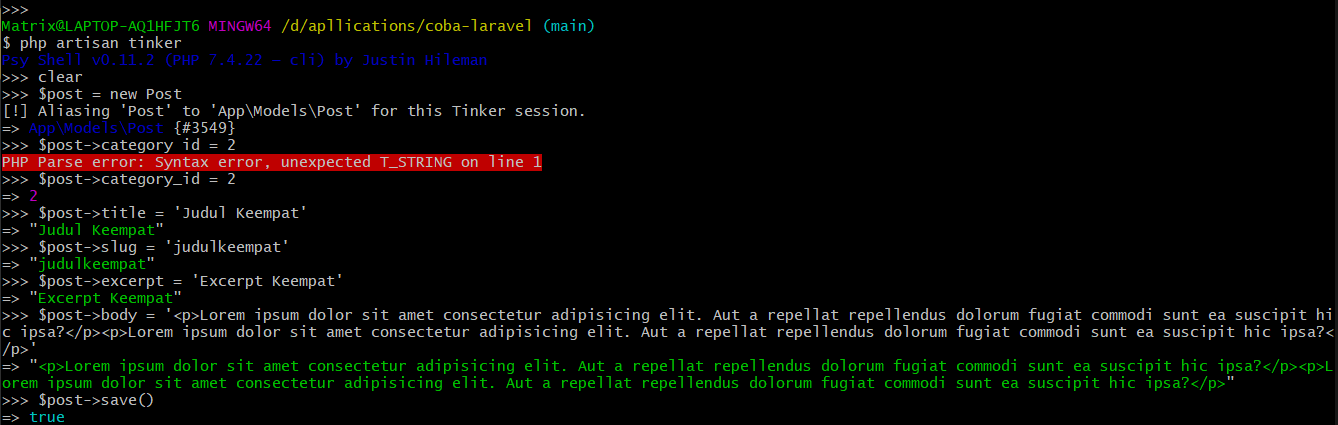 >>>
Matrix@LAPTOP-AQ1HFJT6 MINGW64 /d/apllications/coba-laravel (main)
$ php artisan tinker
Psy Shell v0.11.2 (PHP 7.4.22 — cli) by Justin Hileman
>>> clear
>>> $post = new Post
[!] Aliasing 'Post' to 'App\Models\Post' for this Tinker session.
=> App\Models\Post {#3549}
>>> $post->category id = 2
PHP Parse error: Syntax error, unexpected T_STRING on line 1
>>> $post->category_id = 2
=> 2
>>> $post->title = 'Judul Keempat'
=> "Judul Keempat"
>>> $post->slug = 'judulkeempat'
=> "judulkeempat"
>>> $post->excerpt = 'Excerpt Keempat'
=> "Excerpt Keempat"
>>> $post->body = '<p>Lorem ipsum dolor sit amet consectetur adipisicing elit. Aut a repellat repellendus dolorum fugiat commodi sunt ea suscipit hi
c ipsa?</p><p>Lorem ipsum dolor sit amet consectetur adipisicing elit. Aut a repellat repellendus dolorum fugiat commodi sunt ea suscipit hic ipsa?<
/p>'
=> "<p>Lorem ipsum dolor sit amet consectetur adipisicing elit. Aut a repellat repellendus dolorum fugiat commodi sunt ea suscipit hic ipsa?</p><p>L
orem ipsum dolor sit amet consectetur adipisicing elit. Aut a repellat repellendus dolorum fugiat commodi sunt ea suscipit hic ipsa?</p>"
>>> $post->save()
=> true